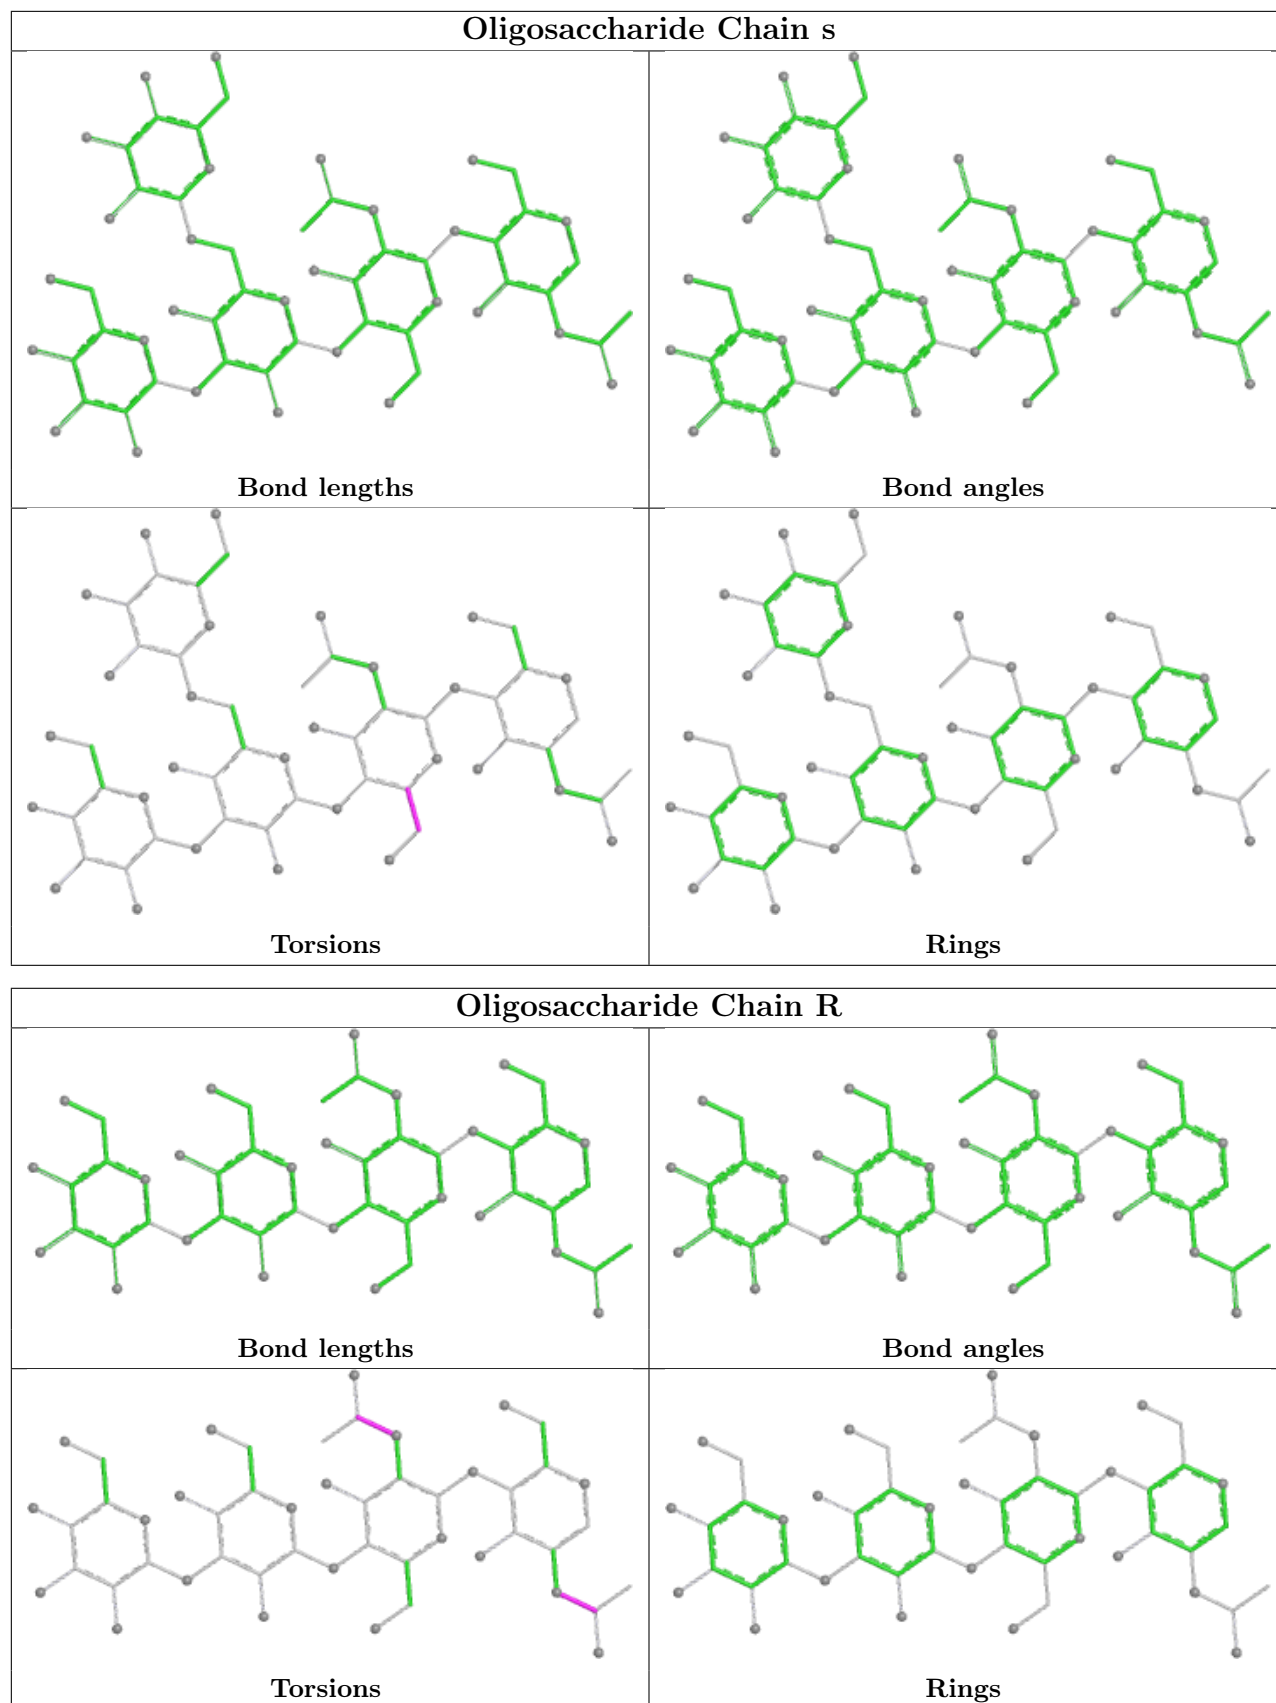 Oligosaccharide Chain s
Bond lengths
Bond angles
Torsions
Rings
Oligosaccharide Chain R
Bond lengths
Bond angles
Torsions
Rings